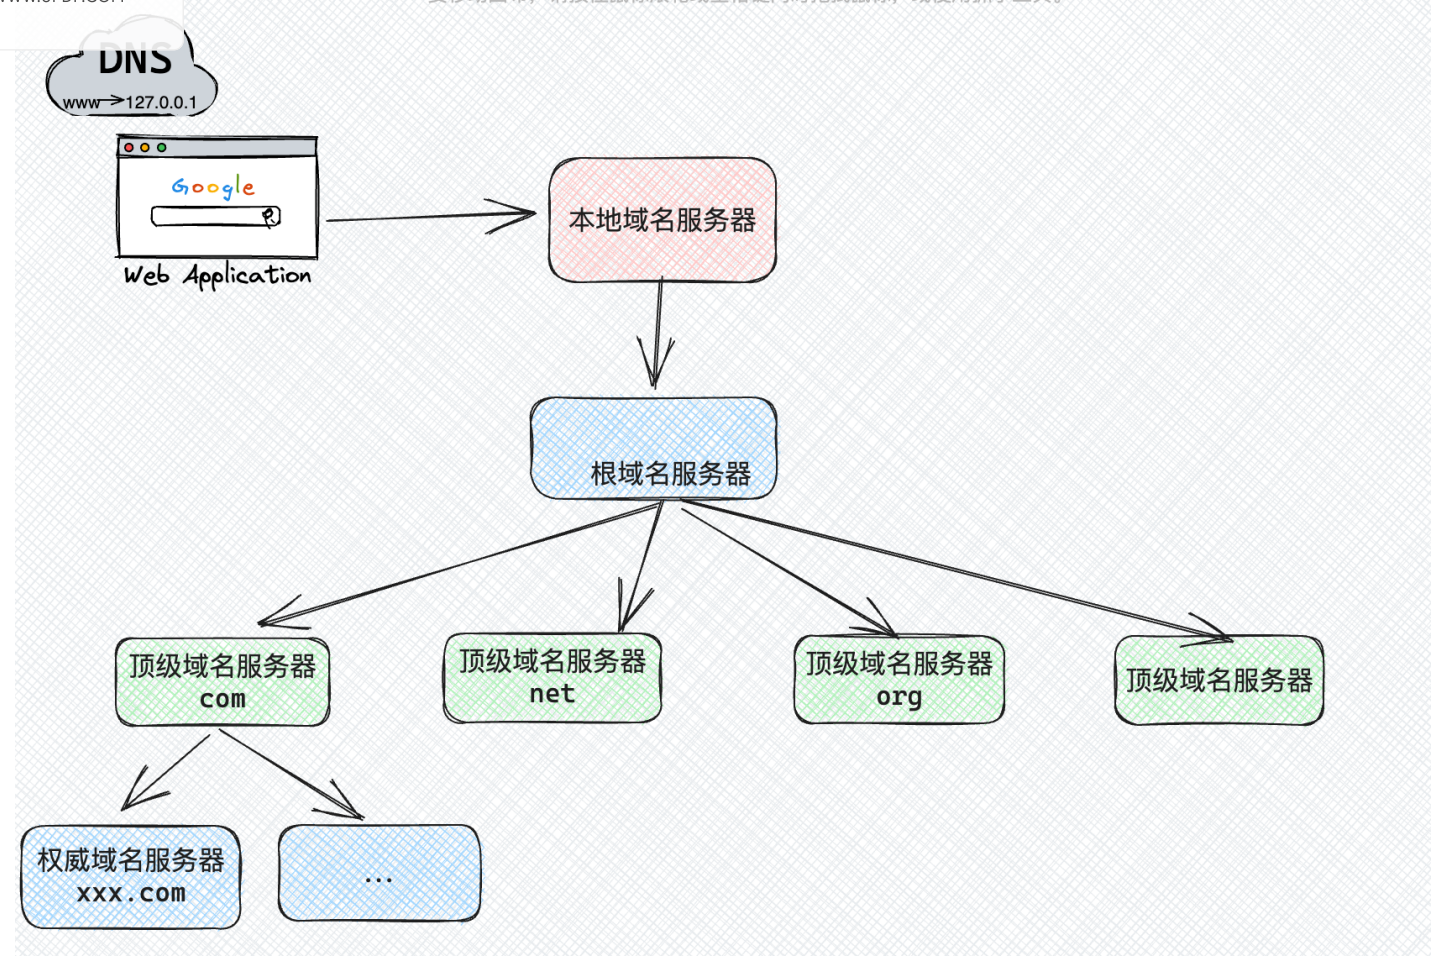 DNS
www
127.0.0.1
Google
Web Application
本地域名服务器
根域名服务器
顶级域名服务器
com
顶级域名服务器
net
顶级域名服务器
org
顶级域名服务器
权威域名服务器
xxx.com
...